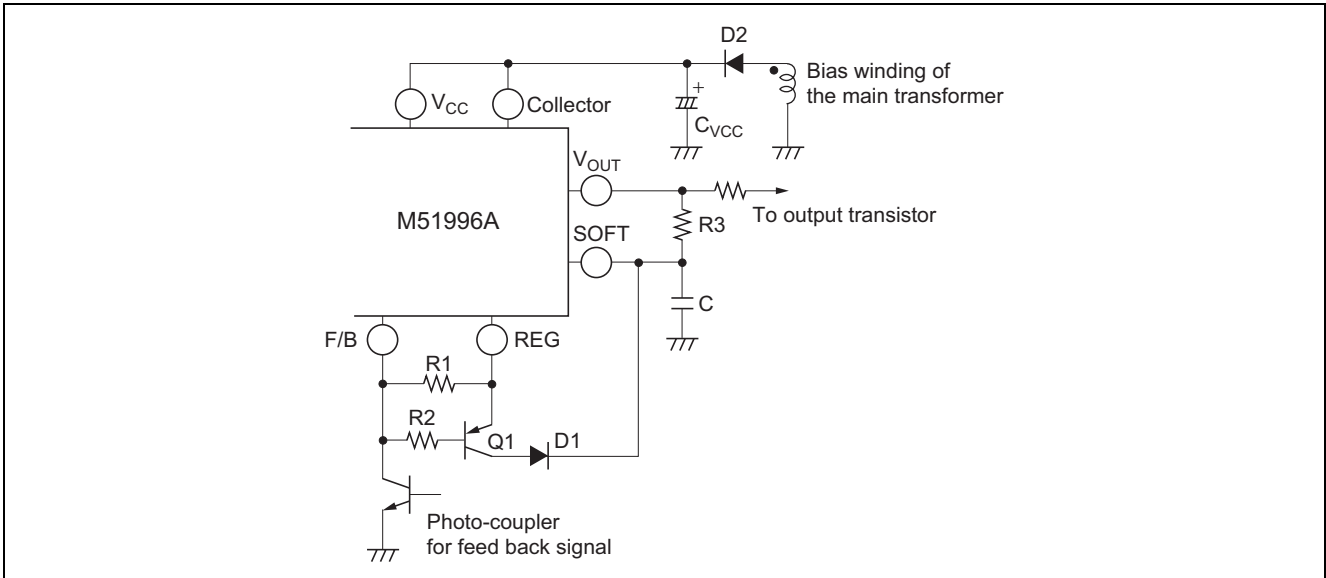 D2
Bias winding of
the main transformer
VCC
Collector
+
CVCC
VOUT
M51996A
R3
To output transistor
SOFT
C
F/B
REG
R1
R2
Q1
D1
Photo-coupler
for feed back signal